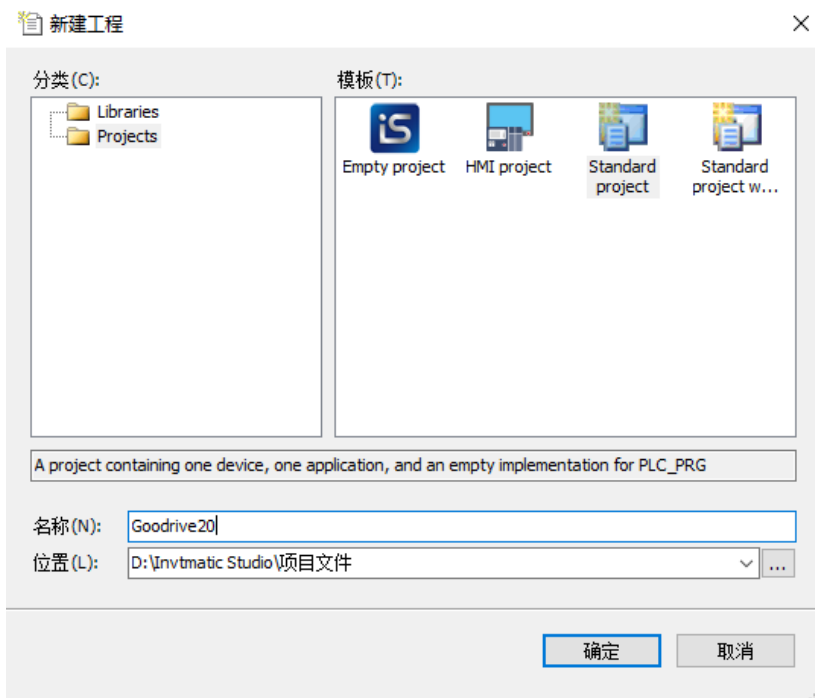 新建工程
分类(C):
模板(T):
Libraries
Projects
iS
Empty project
HMI project
Standard
project
Standard
project w...
A project containing one device, one application, and an empty implementation for PLC_PRG
名称(N):
Goodrive20
位置(L):
D:\Invtmatic Studio\项目文件
...
确定
取消